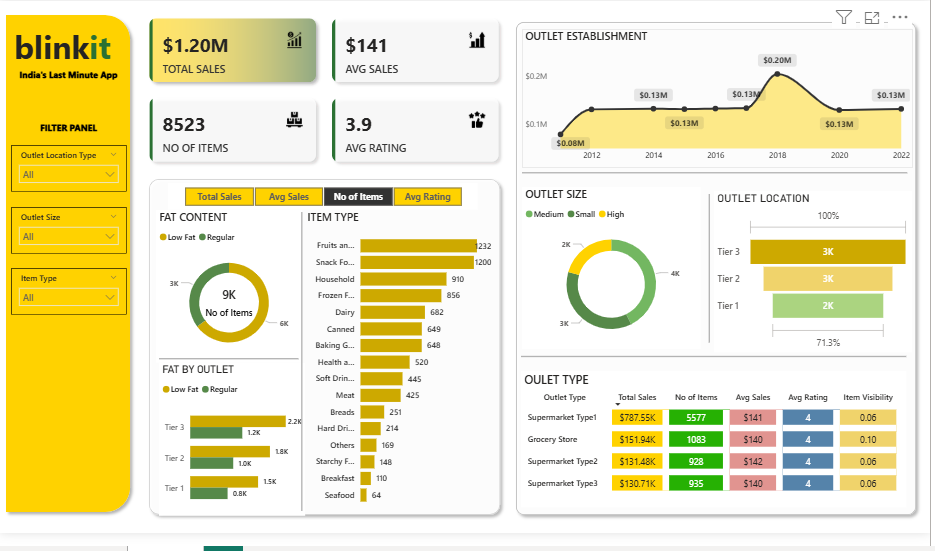 blinkit
India's Last Minute App
FILTER PANEL
Outlet Location Type
All
Outlet Size
All
Item Type
All
$1.20M
TOTAL SALES
$141
AVG SALES
8523
NO OF ITEMS
3.9
AVG RATING
Total Sales
Avg Sales
No of Items
Avg Rating
FAT CONTENT
Low Fat Regular
3K
9K
No of Items
6K
FAT BY OUTLET
Low Fat Regular
Tier 3 2.2K
1.2K
Tier 2 1.8K
1.0K
Tier 1 1.5K
0.8K
ITEM TYPE
Fruits an... 1232
Snack Fo... 1200
Household 910
Frozen F... 856
Dairy 682
Canned 649
Baking G... 648
Health a... 520
Soft Drin... 445
Meat 425
Breads 251
Hard Dri... 214
Others 169
Starchy F... 148
Breakfast 110
Seafood 64
OUTLET ESTABLISHMENT
$0.2M
$0.1M
$0.08M
$0.13M
$0.13M
$0.13M
$0.20M
$0.13M
$0.13M
2012 2014 2016 2018 2020 2022
OUTLET SIZE
Medium Small High
2K
4K
3K
OUTLET LOCATION
100%
Tier 3 3K
Tier 2 3K
Tier 1 2K
71.3%
OULET TYPE
Outlet Type Total Sales No of Items Avg Sales Avg Rating Item Visibility
Supermarket Type1 $787.55K 5577 $141 4 0.06
Grocery Store $151.94K 1083 $140 4 0.10
Supermarket Type2 $131.48K 928 $142 4 0.06
Supermarket Type3 $130.71K 935 $140 4 0.06